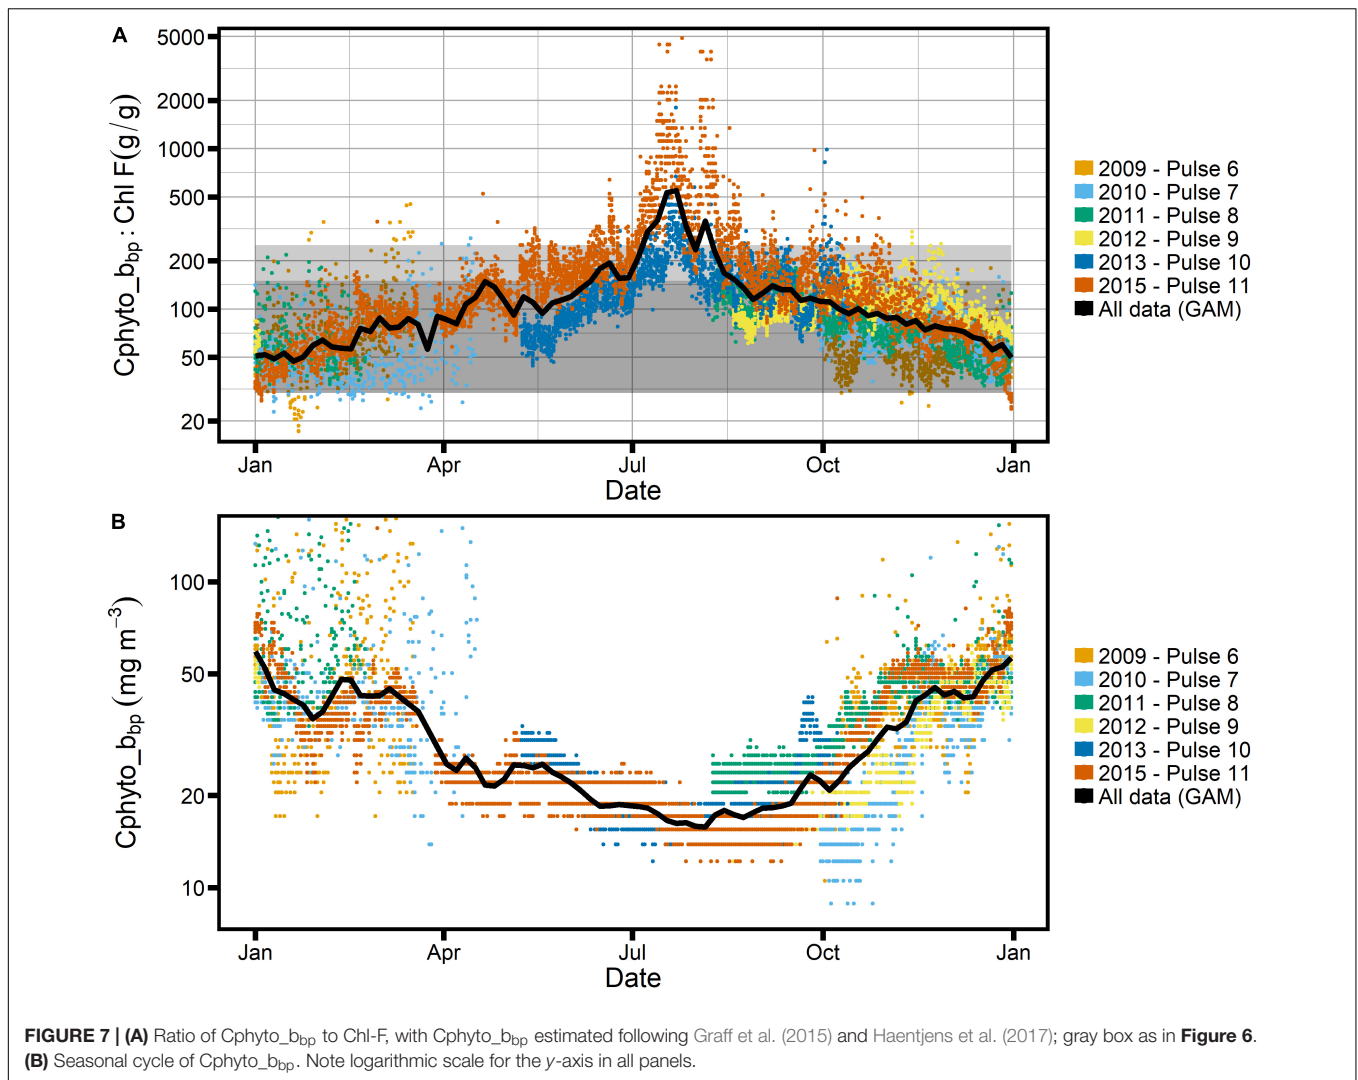 A
5000
2000
1000
500
200
100
50
20
Cphyto_bbp : Chl F(g/g)
Jan Apr Jul Oct Jan
Date
2009 - Pulse 6
2010 - Pulse 7
2011 - Pulse 8
2012 - Pulse 9
2013 - Pulse 10
2015 - Pulse 11
All data (GAM)
B
100
50
20
10
Cphyto_bbp (mg m⁻³)
Jan Apr Jul Oct Jan
Date
2009 - Pulse 6
2010 - Pulse 7
2011 - Pulse 8
2012 - Pulse 9
2013 - Pulse 10
2015 - Pulse 11
All data (GAM)
FIGURE 7 | (A) Ratio of Cphyto_bbp to Chl-F, with Cphyto_bbp estimated following Graff et al. (2015) and Haentjens et al. (2017); gray box as in Figure 6.
(B) Seasonal cycle of Cphyto_bbp. Note logarithmic scale for the y-axis in all panels.